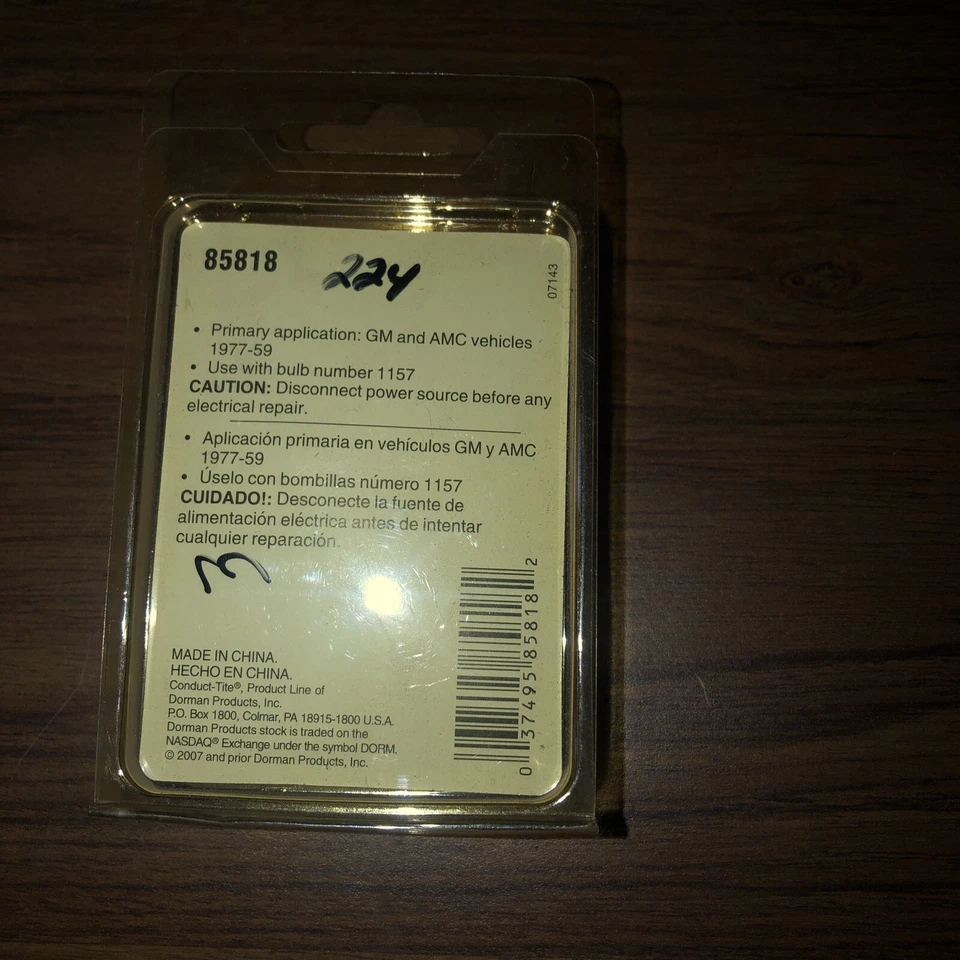 85818
224
07143
• Primary application: GM and AMC vehicles
1977-59
• Use with bulb number 1157
CAUTION: Disconnect power source before any
electrical repair.
• Aplicación primaria en vehículos GM y AMC
1977-59
• Úselo con bombillas número 1157
CUIDADO!: Desconecte la fuente de
alimentación eléctrica antes de intentar
cualquier reparación.
MADE IN CHINA.
HECHO EN CHINA.
Conduct-Tite®, Product Line of
Dorman Products, Inc.
P.O. Box 1800, Colmar, PA 18915-1800 U.S.A.
Dorman Products stock is traded on the
NASDAQ® Exchange under the symbol DORM.
© 2007 and prior Dorman Products, Inc.
0 37495 85818 2